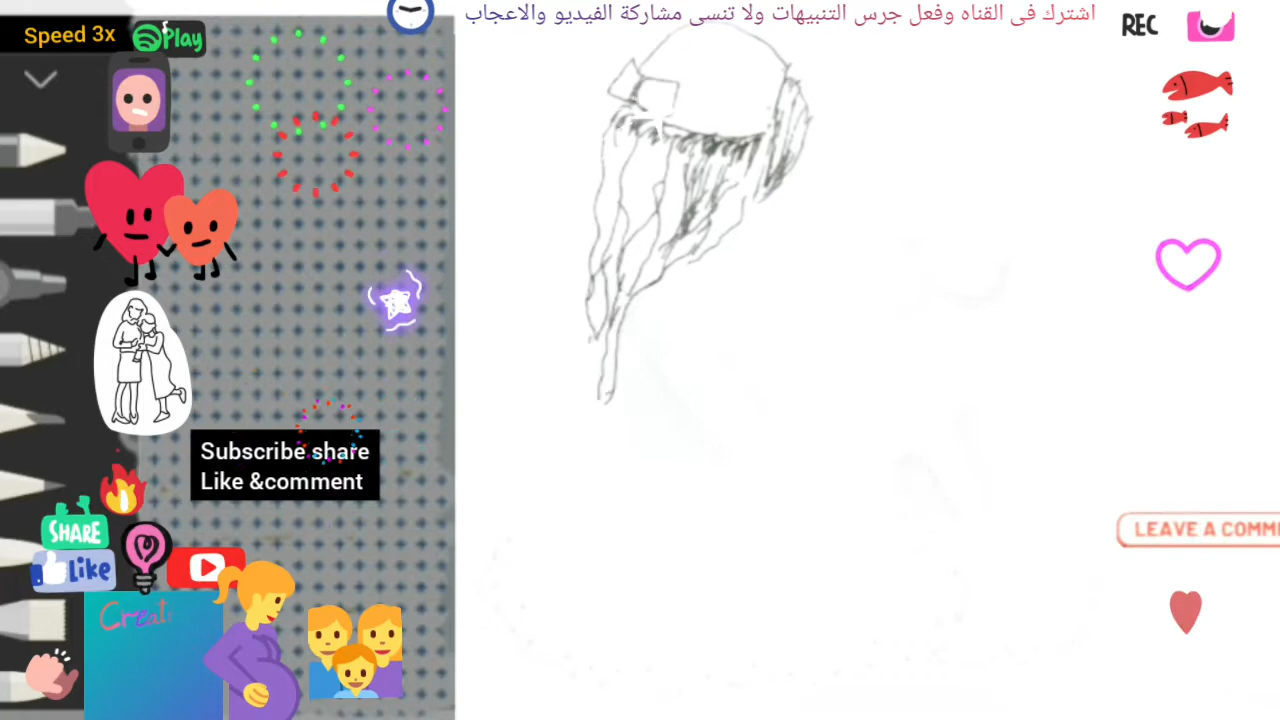 اشترك فى القناه وفعل جرس التنبيهات ولا تنسى مشاركة الفيديو والاعجاب
Speed 3x
Play
REC
Subscribe share
Like &comment
SHARE
Like
LEAVE A COMM
Creat